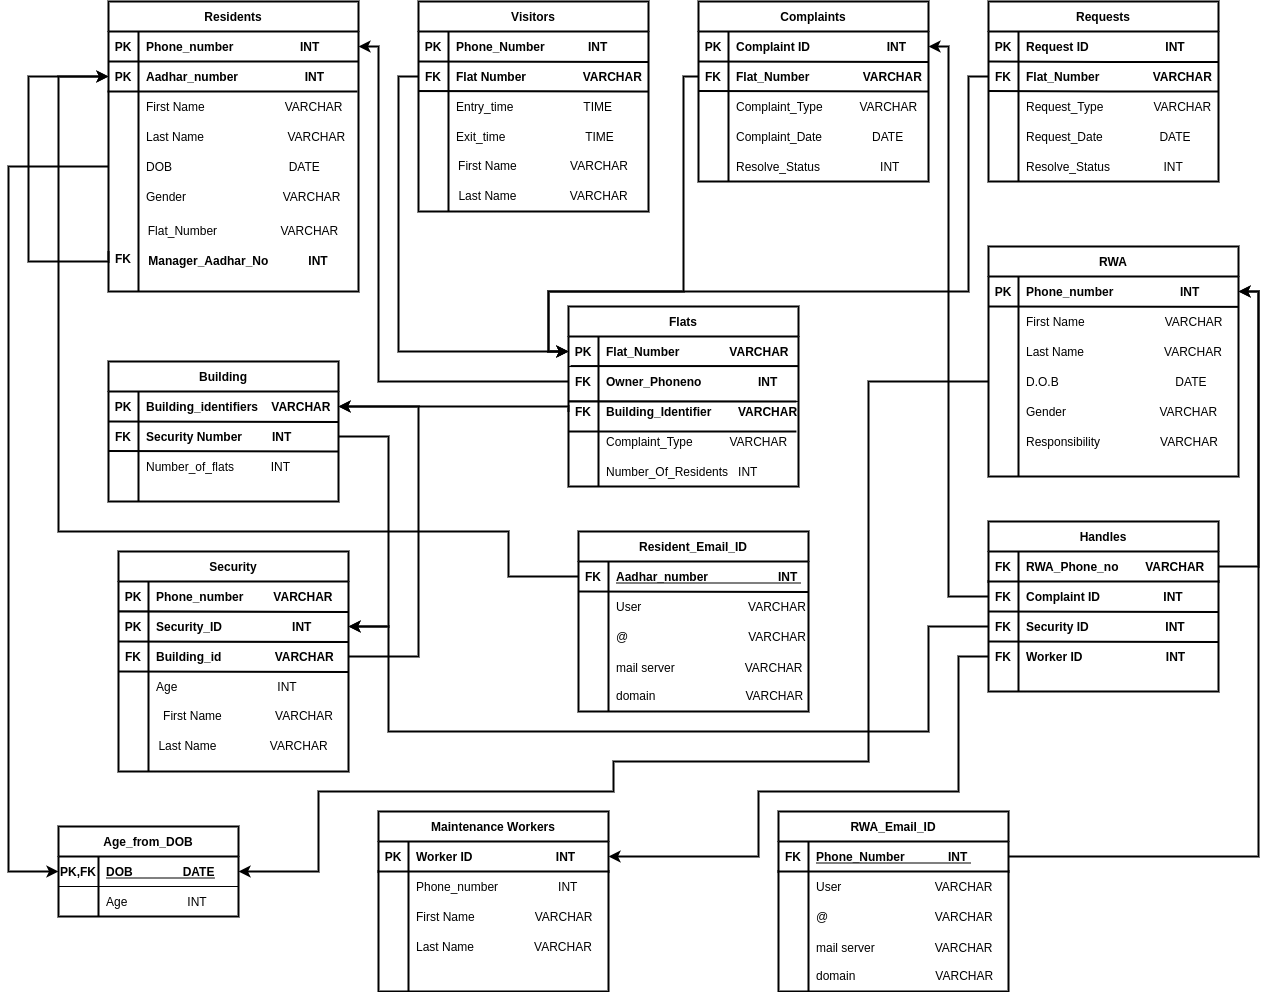 Residents
PK Phone_number INT
PK Aadhar_number INT
First Name VARCHAR
Last Name VARCHAR
DOB DATE
Gender VARCHAR
Flat_Number VARCHAR
FK Manager_Aadhar_No INT
Visitors
PK Phone_Number INT
FK Flat Number VARCHAR
Entry_time TIME
Exit_time TIME
First Name VARCHAR
Last Name VARCHAR
Complaints
PK Complaint ID INT
FK Flat_Number VARCHAR
Complaint_Type VARCHAR
Complaint_Date DATE
Resolve_Status INT
Requests
PK Request ID INT
FK Flat_Number VARCHAR
Request_Type VARCHAR
Request_Date DATE
Resolve_Status INT
RWA
PK Phone_number INT
First Name VARCHAR
Last Name VARCHAR
D.O.B DATE
Gender VARCHAR
Responsibility VARCHAR
Flats
PK Flat_Number VARCHAR
FK Owner_Phoneno INT
FK Building_Identifier VARCHAR
Complaint_Type VARCHAR
Number_Of_Residents INT
Building
PK Building_identifiers VARCHAR
FK Security Number INT
Number_of_flats INT
Security
PK Phone_number VARCHAR
PK Security_ID INT
FK Building_id VARCHAR
Age INT
First Name VARCHAR
Last Name VARCHAR
Resident_Email_ID
FK Aadhar_number INT
User VARCHAR
@ VARCHAR
mail server VARCHAR
domain VARCHAR
Handles
FK RWA_Phone_no VARCHAR
FK Complaint ID INT
FK Security ID INT
FK Worker ID INT
Age_from_DOB
PK,FK DOB DATE
Age INT
Maintenance Workers
PK Worker ID INT
Phone_number INT
First Name VARCHAR
Last Name VARCHAR
RWA_Email_ID
FK Phone_Number INT
User VARCHAR
@ VARCHAR
mail server VARCHAR
domain VARCHAR